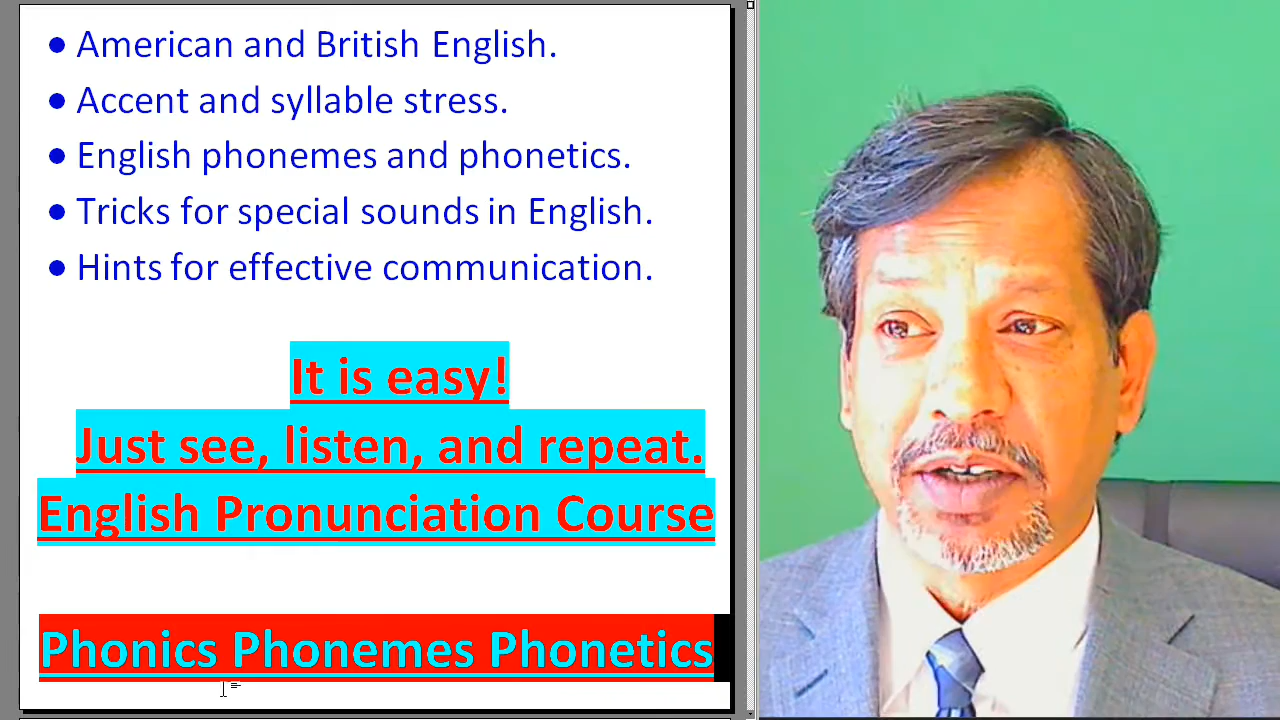 ● American and British English.
● Accent and syllable stress.
● English phonemes and phonetics.
● Tricks for special sounds in English.
● Hints for effective communication.
It is easy!
Just see, listen, and repeat.
English Pronunciation Course
Phonics Phonemes Phonetics